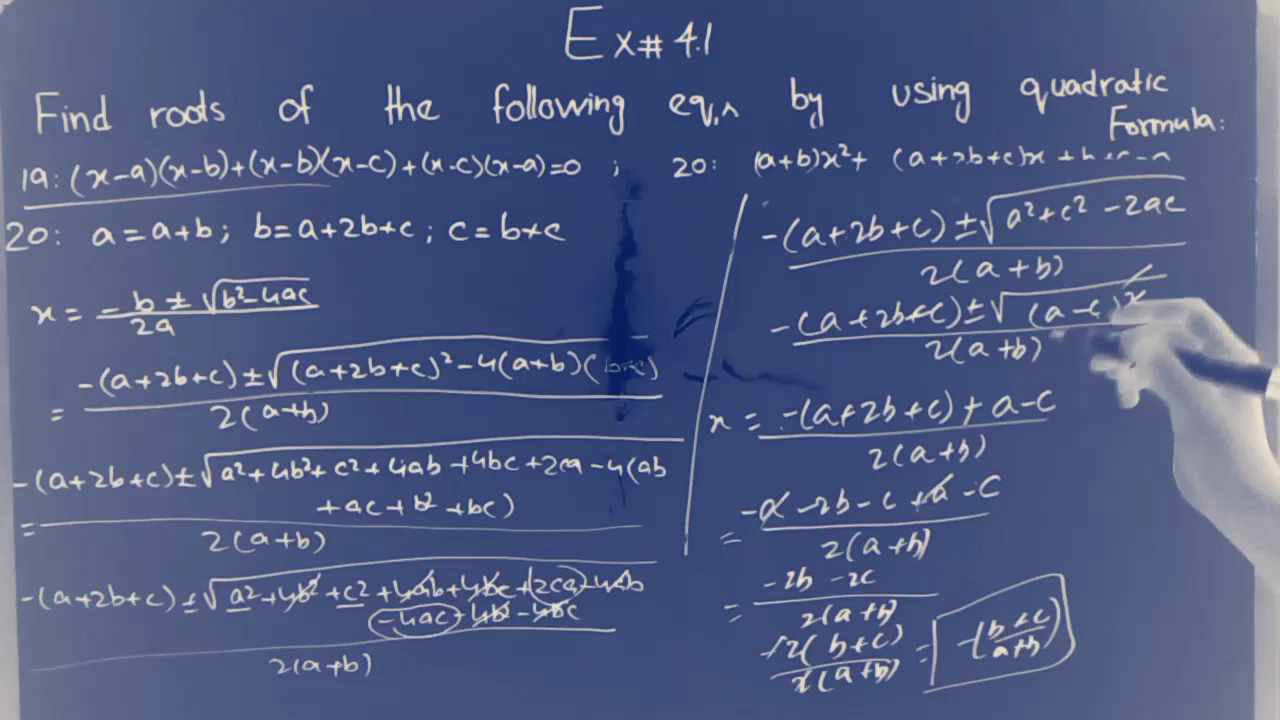 Ex# 4.1
Find roots of the following eq,n by using quadratic
Formula:
19: (x-a)(x-b)+(x-b)(x-c)+(x-c)(x-a)=0 ; 20: (a+b)x²+ (a+2b+c)x +
20: a=a+b; b=a+2b+c; c=b+c
x = -b ± √b²-4ac
2a
= -(a+2b+c)±√(a+2b+c)²-4(a+b)(b+c)
2(a+b)
-(a+2b+c)±√a²+4b²+c²+4ab+4bc+2ca-4(ab
+ac+b²+bc)
=
2(a+b)
-(a+2b+c)±√a²+4b²+c²+4ab+4bc+2ca-4ab
-4ac-4b²-4bc
2(a+b)
-(a+2b+c)±√a²+c²-2ac
2(a+b)
-(a+2b+c)±√(a-c)²
2(a+b)
x = -(a+2b+c)+a-c
2(a+b)
= -a-2b-c+a-c
2(a+b)
= -2b-2c
2(a+b)
-2(b+c)
2(a+b)
= -(b+c
a+b)